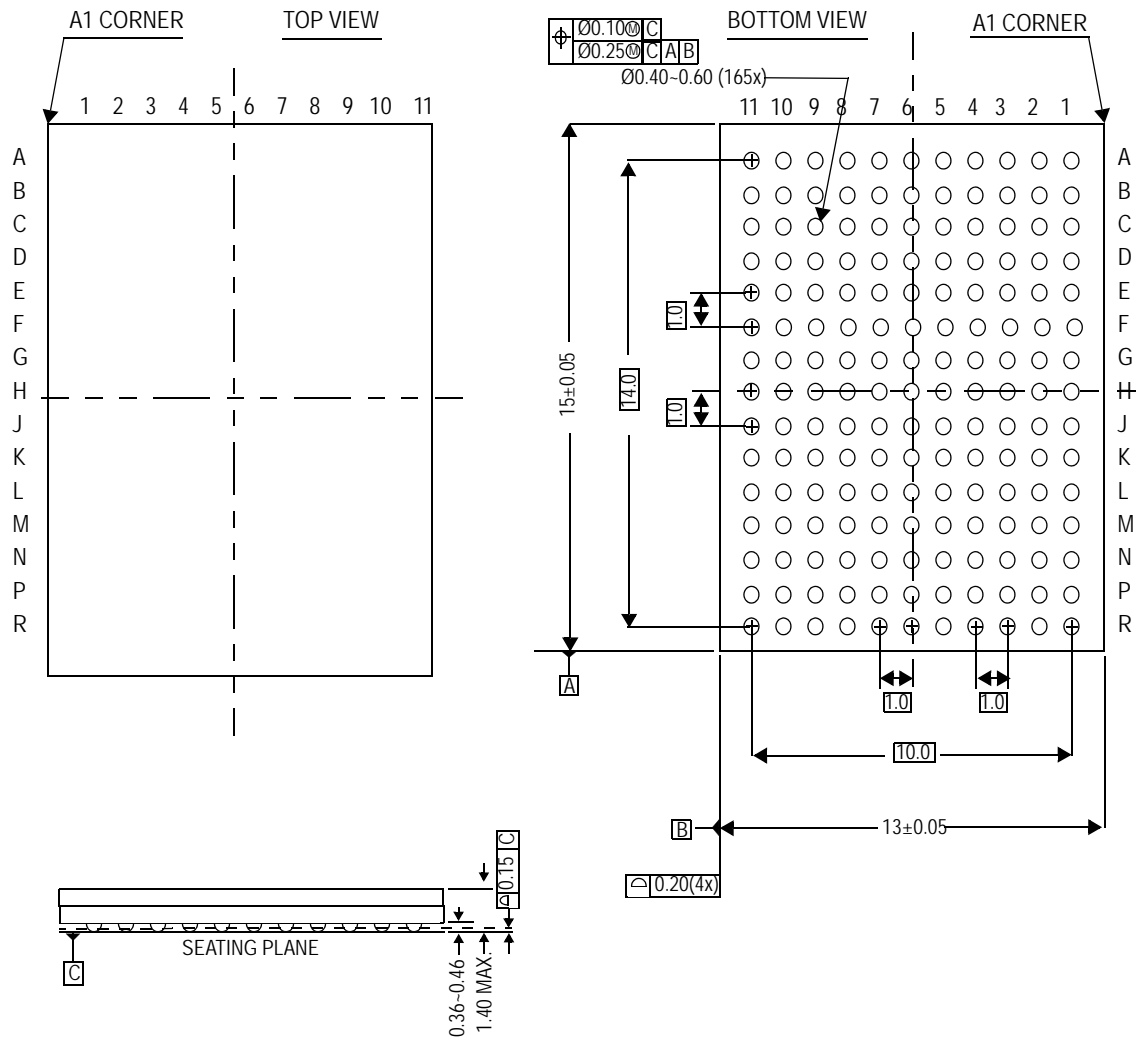 A1 CORNER
TOP VIEW
1 2 3 4 5 6 7 8 9 10 11
A
B
C
D
E
F
G
H
J
K
L
M
N
P
R
Ø0.10Ⓜ C
Ø0.25Ⓜ C A B
BOTTOM VIEW
A1 CORNER
Ø0.40~0.60 (165x)
11 10 9 8 7 6 5 4 3 2 1
A
B
C
D
E
F
G
H
J
K
L
M
N
P
R
15±0.05
14.0
1.0
1.0
A
1.0
1.0
10.0
B
13±0.05
0.20(4x)
0.15 C
SEATING PLANE
C
0.36~0.46
1.40 MAX.